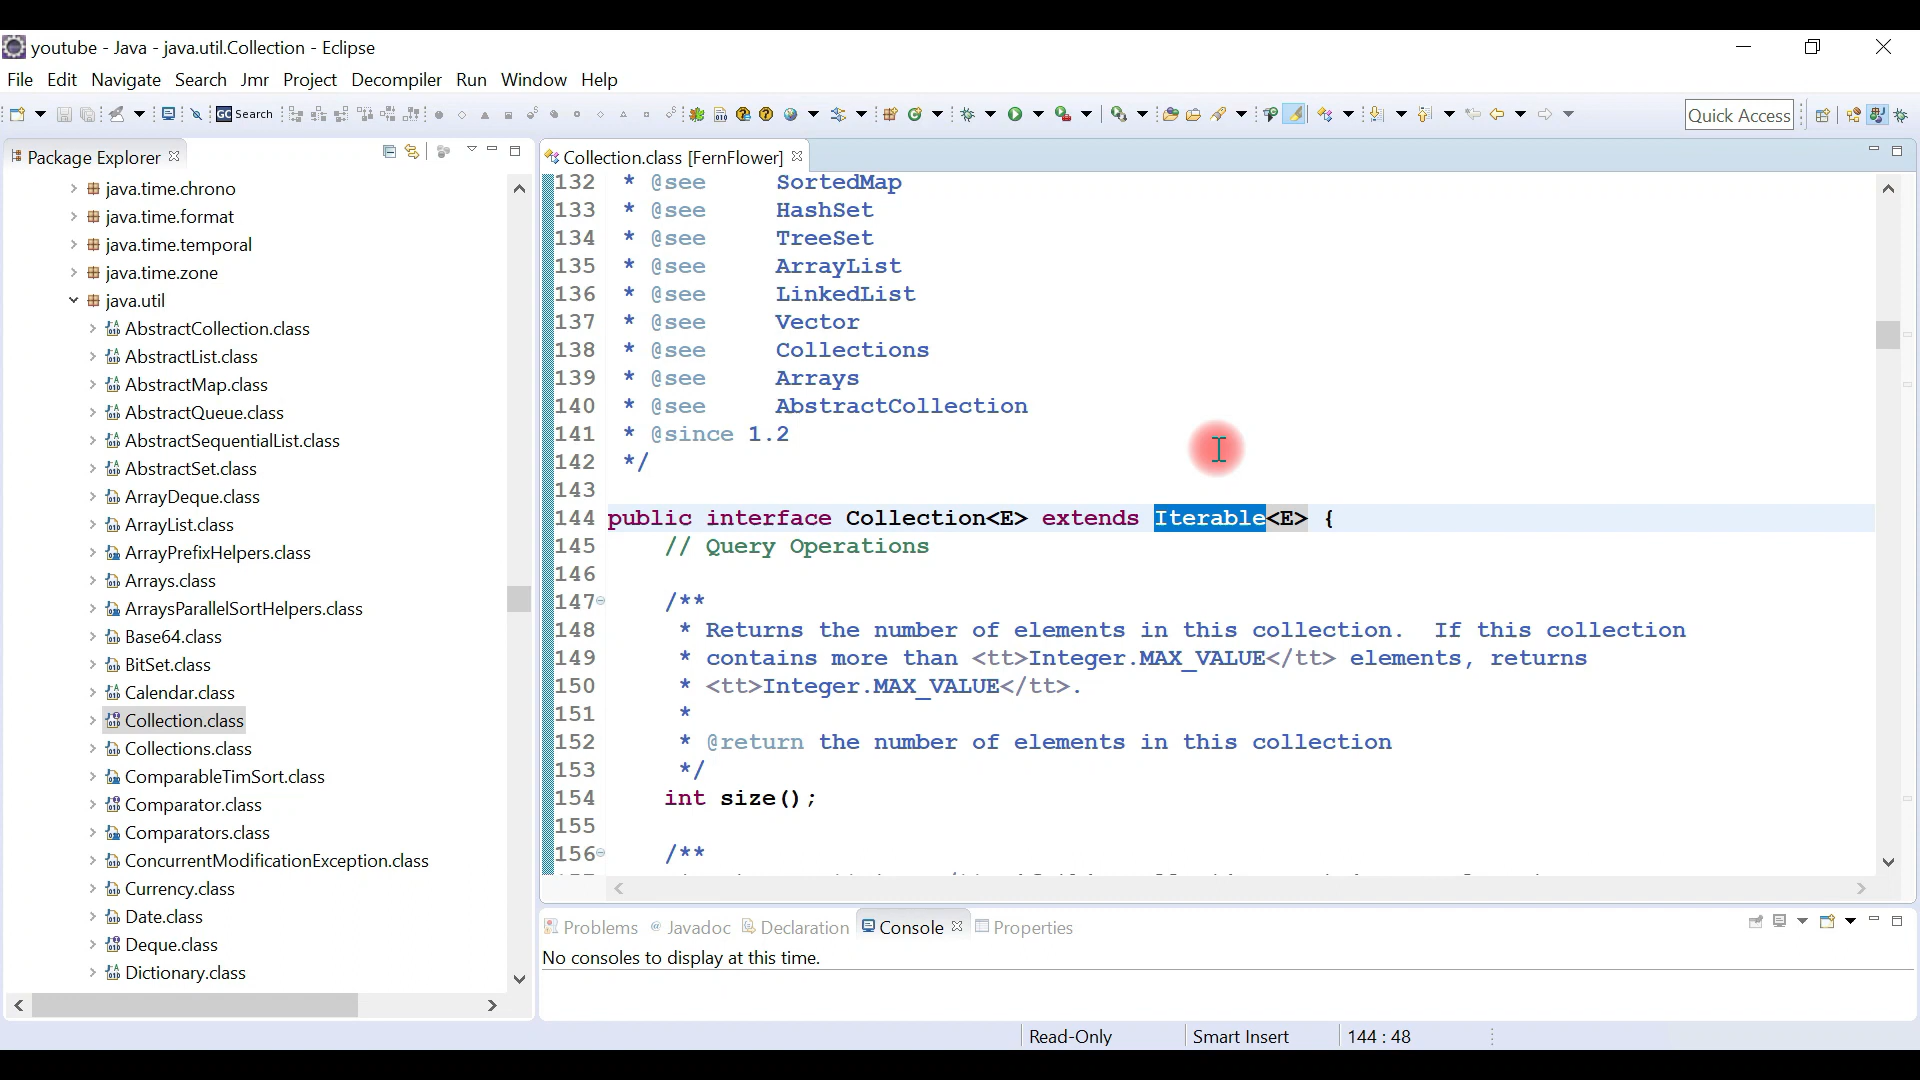 youtube - Java - java.util.Collection - Eclipse
File Edit Navigate Search Jmr Project Decompiler Run Window Help
GC Search
Quick Access
Package Explorer
java.time.chrono
java.time.format
java.time.temporal
java.time.zone
java.util
AbstractCollection.class
AbstractList.class
AbstractMap.class
AbstractQueue.class
AbstractSequentialList.class
AbstractSet.class
ArrayDeque.class
ArrayList.class
ArrayPrefixHelpers.class
Arrays.class
ArraysParallelSortHelpers.class
Base64.class
BitSet.class
Calendar.class
Collection.class
Collections.class
ComparableTimSort.class
Comparator.class
Comparators.class
ConcurrentModificationException.class
Currency.class
Date.class
Deque.class
Dictionary.class
Collection.class [FernFlower]
132 * @see SortedMap
133 * @see HashSet
134 * @see TreeSet
135 * @see ArrayList
136 * @see LinkedList
137 * @see Vector
138 * @see Collections
139 * @see Arrays
140 * @see AbstractCollection
141 * @since 1.2
142 */
143
144 public interface Collection<E> extends Iterable<E> {
145 // Query Operations
146
147 /**
148 * Returns the number of elements in this collection. If this collection
149 * contains more than <tt>Integer.MAX_VALUE</tt> elements, returns
150 * <tt>Integer.MAX_VALUE</tt>.
151 *
152 * @return the number of elements in this collection
153 */
154 int size();
155
156 /**
Problems @ Javadoc Declaration Console Properties
No consoles to display at this time.
Read-Only Smart Insert 144 : 48